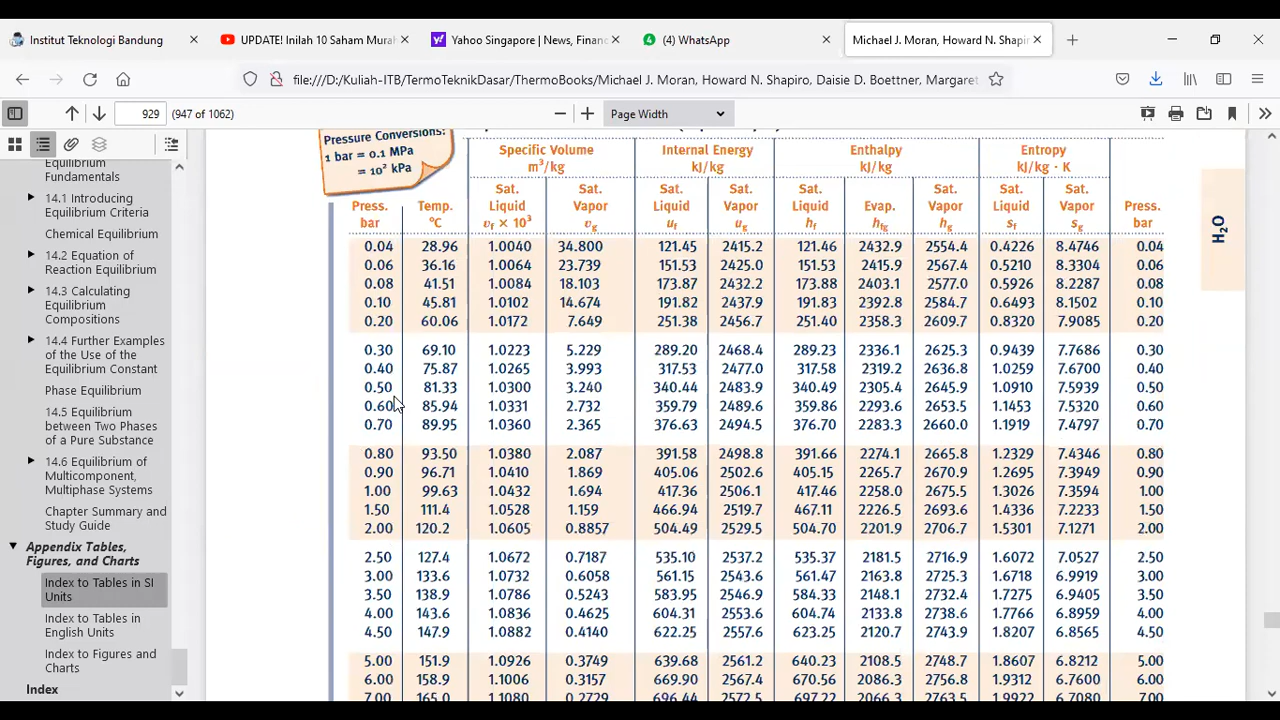 Institut Teknologi Bandung
UPDATE! Inilah 10 Saham Mural
Yahoo Singapore | News, Financ
(4) WhatsApp
Michael J. Moran, Howard N. Shapir
file:///D:/Kuliah-ITB/TermoTeknikDasar/ThermoBooks/Michael J. Moran, Howard N. Shapiro, Daisie D. Boettner, Margaret
929 (947 of 1062)
Page Width
Equilibrium
Fundamentals
14.1 Introducing
Equilibrium Criteria
Chemical Equilibrium
14.2 Equation of
Reaction Equilibrium
14.3 Calculating
Equilibrium
Compositions
14.4 Further Examples
of the Use of the
Equilibrium Constant
Phase Equilibrium
14.5 Equilibrium
between Two Phases
of a Pure Substance
14.6 Equilibrium of
Multicomponent,
Multiphase Systems
Chapter Summary and
Study Guide
Appendix Tables,
Figures, and Charts
Index to Tables in SI
Units
Index to Tables in
English Units
Index to Figures and
Charts
Index
Pressure Conversions:
1 bar = 0.1 MPa
= 10² kPa
Specific Volume Internal Energy Enthalpy Entropy
m³/kg kJ/kg kJ/kg kJ/kg · K
Sat. Sat. Sat. Sat. Sat. Sat. Sat. Sat.
Press. Temp. Liquid Vapor Liquid Vapor Liquid Evap. Vapor Liquid Vapor Press.
bar °C vf × 10³ vg uf ug hf hfg hg sf sg bar
0.04 28.96 1.0040 34.800 121.45 2415.2 121.46 2432.9 2554.4 0.4226 8.4746 0.04
0.06 36.16 1.0064 23.739 151.53 2425.0 151.53 2415.9 2567.4 0.5210 8.3304 0.06
0.08 41.51 1.0084 18.103 173.87 2432.2 173.88 2403.1 2577.0 0.5926 8.2287 0.08
0.10 45.81 1.0102 14.674 191.82 2437.9 191.83 2392.8 2584.7 0.6493 8.1502 0.10
0.20 60.06 1.0172 7.649 251.38 2456.7 251.40 2358.3 2609.7 0.8320 7.9085 0.20
0.30 69.10 1.0223 5.229 289.20 2468.4 289.23 2336.1 2625.3 0.9439 7.7686 0.30
0.40 75.87 1.0265 3.993 317.53 2477.0 317.58 2319.2 2636.8 1.0259 7.6700 0.40
0.50 81.33 1.0300 3.240 340.44 2483.9 340.49 2305.4 2645.9 1.0910 7.5939 0.50
0.60 85.94 1.0331 2.732 359.79 2489.6 359.86 2293.6 2653.5 1.1453 7.5320 0.60
0.70 89.95 1.0360 2.365 376.63 2494.5 376.70 2283.3 2660.0 1.1919 7.4797 0.70
0.80 93.50 1.0380 2.087 391.58 2498.8 391.66 2274.1 2665.8 1.2329 7.4346 0.80
0.90 96.71 1.0410 1.869 405.06 2502.6 405.15 2265.7 2670.9 1.2695 7.3949 0.90
1.00 99.63 1.0432 1.694 417.36 2506.1 417.46 2258.0 2675.5 1.3026 7.3594 1.00
1.50 111.4 1.0528 1.159 466.94 2519.7 467.11 2226.5 2693.6 1.4336 7.2233 1.50
2.00 120.2 1.0605 0.8857 504.49 2529.5 504.70 2201.9 2706.7 1.5301 7.1271 2.00
2.50 127.4 1.0672 0.7187 535.10 2537.2 535.37 2181.5 2716.9 1.6072 7.0527 2.50
3.00 133.6 1.0732 0.6058 561.15 2543.6 561.47 2163.8 2725.3 1.6718 6.9919 3.00
3.50 138.9 1.0786 0.5243 583.95 2546.9 584.33 2148.1 2732.4 1.7275 6.9405 3.50
4.00 143.6 1.0836 0.4625 604.31 2553.6 604.74 2133.8 2738.6 1.7766 6.8959 4.00
4.50 147.9 1.0882 0.4140 622.25 2557.6 623.25 2120.7 2743.9 1.8207 6.8565 4.50
5.00 151.9 1.0926 0.3749 639.68 2561.2 640.23 2108.5 2748.7 1.8607 6.8212 5.00
6.00 158.9 1.1006 0.3157 669.90 2567.4 670.56 2086.3 2756.8 1.9312 6.7600 6.00
7.00 165.0 1.1080 0.2729 696.44 2572.5 697.22 2066.3 2763.5 1.9922 6.7080 7.00
H₂O